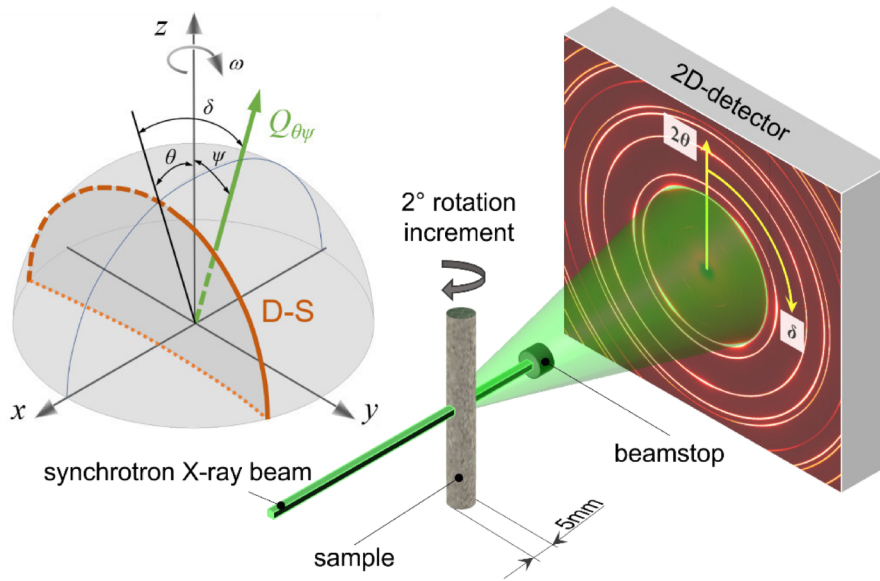 z
ω
δ
Q_θψ
θ
ψ
D-S
x
y
2D-detector
2θ
δ
2° rotation
increment
synchrotron X-ray beam
beamstop
sample
5mm